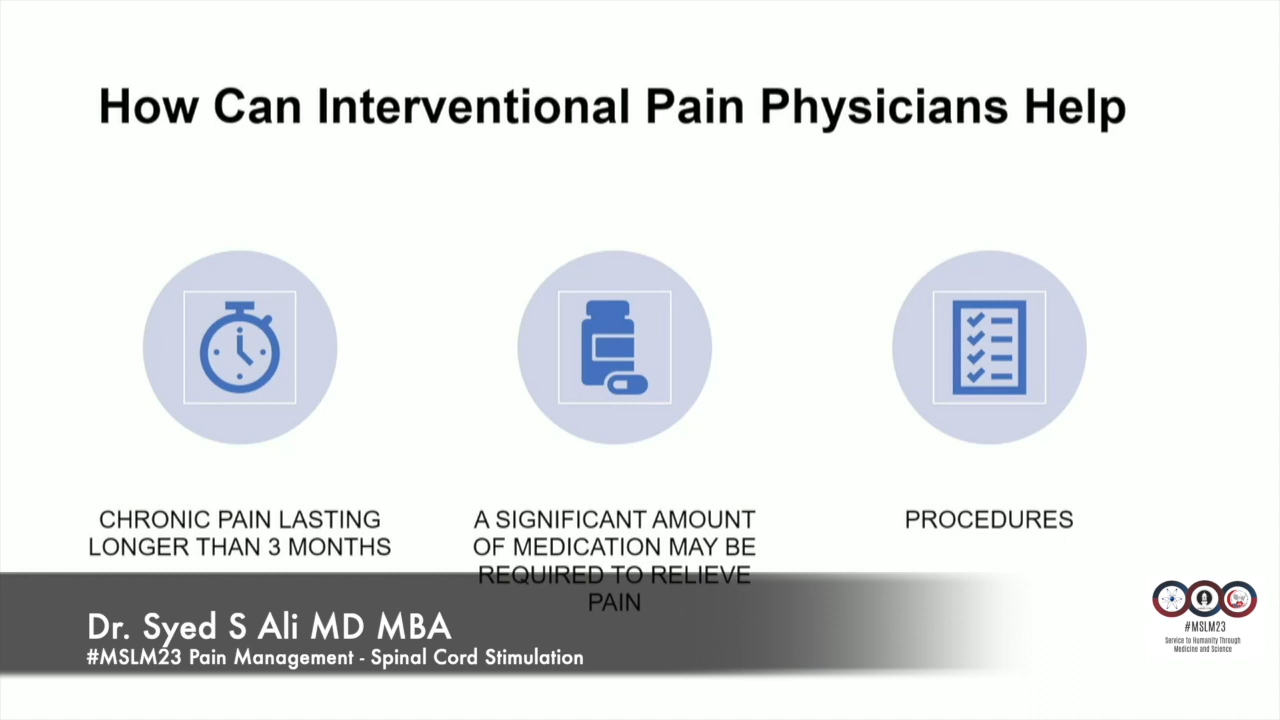 How Can Interventional Pain Physicians Help
CHRONIC PAIN LASTING
LONGER THAN 3 MONTHS
A SIGNIFICANT AMOUNT
OF MEDICATION MAY BE
REQUIRED TO RELIEVE
PAIN
PROCEDURES
Dr. Syed S Ali MD MBA
#MSLM23 Pain Management - Spinal Cord Stimulation
#MSLM23
Service to Humanity Through
Medicine and Science